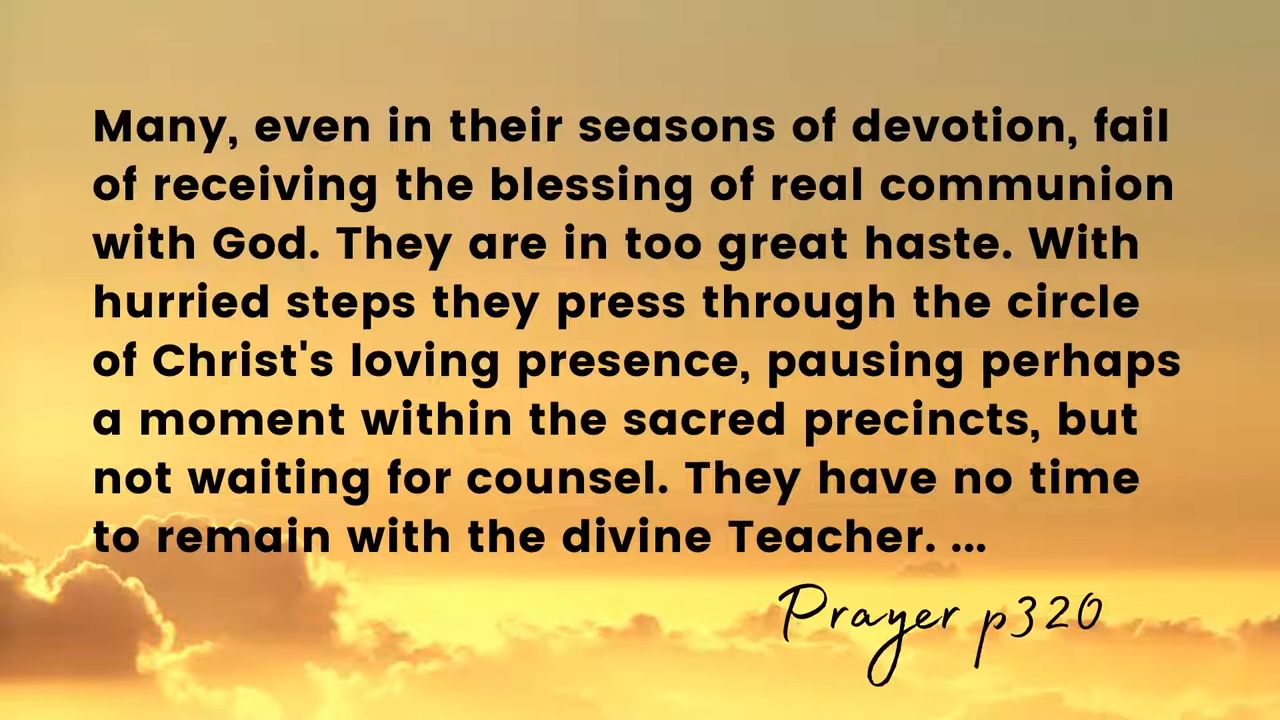 Many, even in their seasons of devotion, fail
of receiving the blessing of real communion
with God. They are in too great haste. With
hurried steps they press through the circle
of Christ's loving presence, pausing perhaps
a moment within the sacred precincts, but
not waiting for counsel. They have no time
to remain with the divine Teacher. ...
Prayer p320